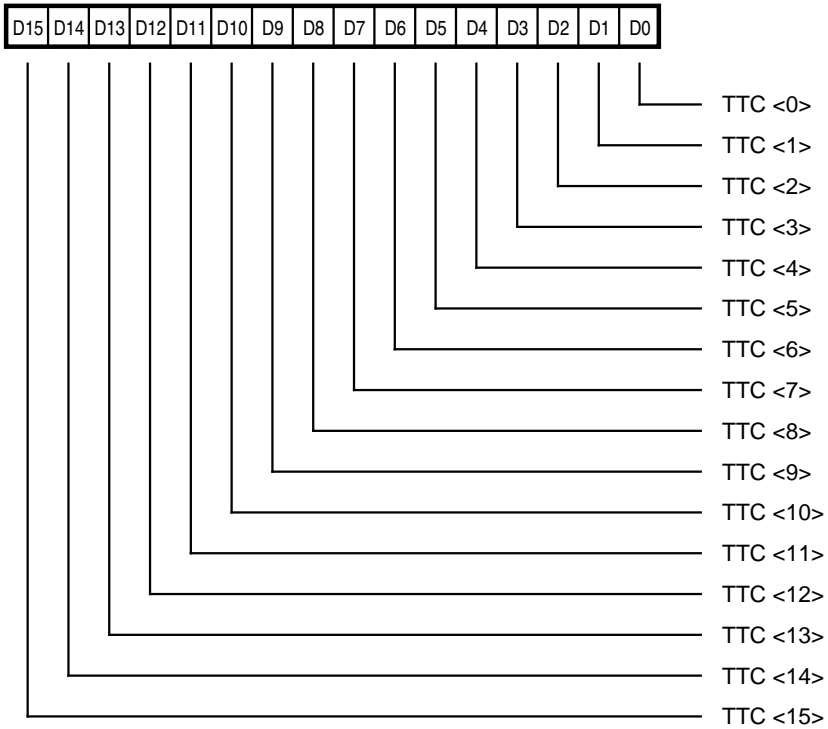 D15 D14 D13 D12 D11 D10 D9 D8 D7 D6 D5 D4 D3 D2 D1 D0
TTC <0>
TTC <1>
TTC <2>
TTC <3>
TTC <4>
TTC <5>
TTC <6>
TTC <7>
TTC <8>
TTC <9>
TTC <10>
TTC <11>
TTC <12>
TTC <13>
TTC <14>
TTC <15>